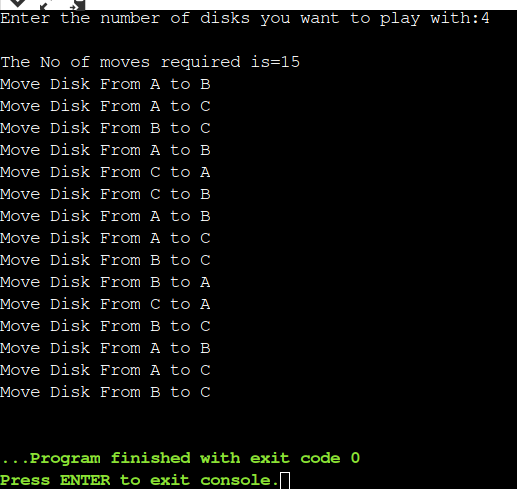 Enter the number of disks you want to play with:4
The No of moves required is=15
Move Disk From A to B
Move Disk From A to C
Move Disk From B to C
Move Disk From A to B
Move Disk From C to A
Move Disk From C to B
Move Disk From A to B
Move Disk From A to C
Move Disk From B to C
Move Disk From B to A
Move Disk From C to A
Move Disk From B to C
Move Disk From A to B
Move Disk From A to C
Move Disk From B to C
...Program finished with exit code 0
Press ENTER to exit console.